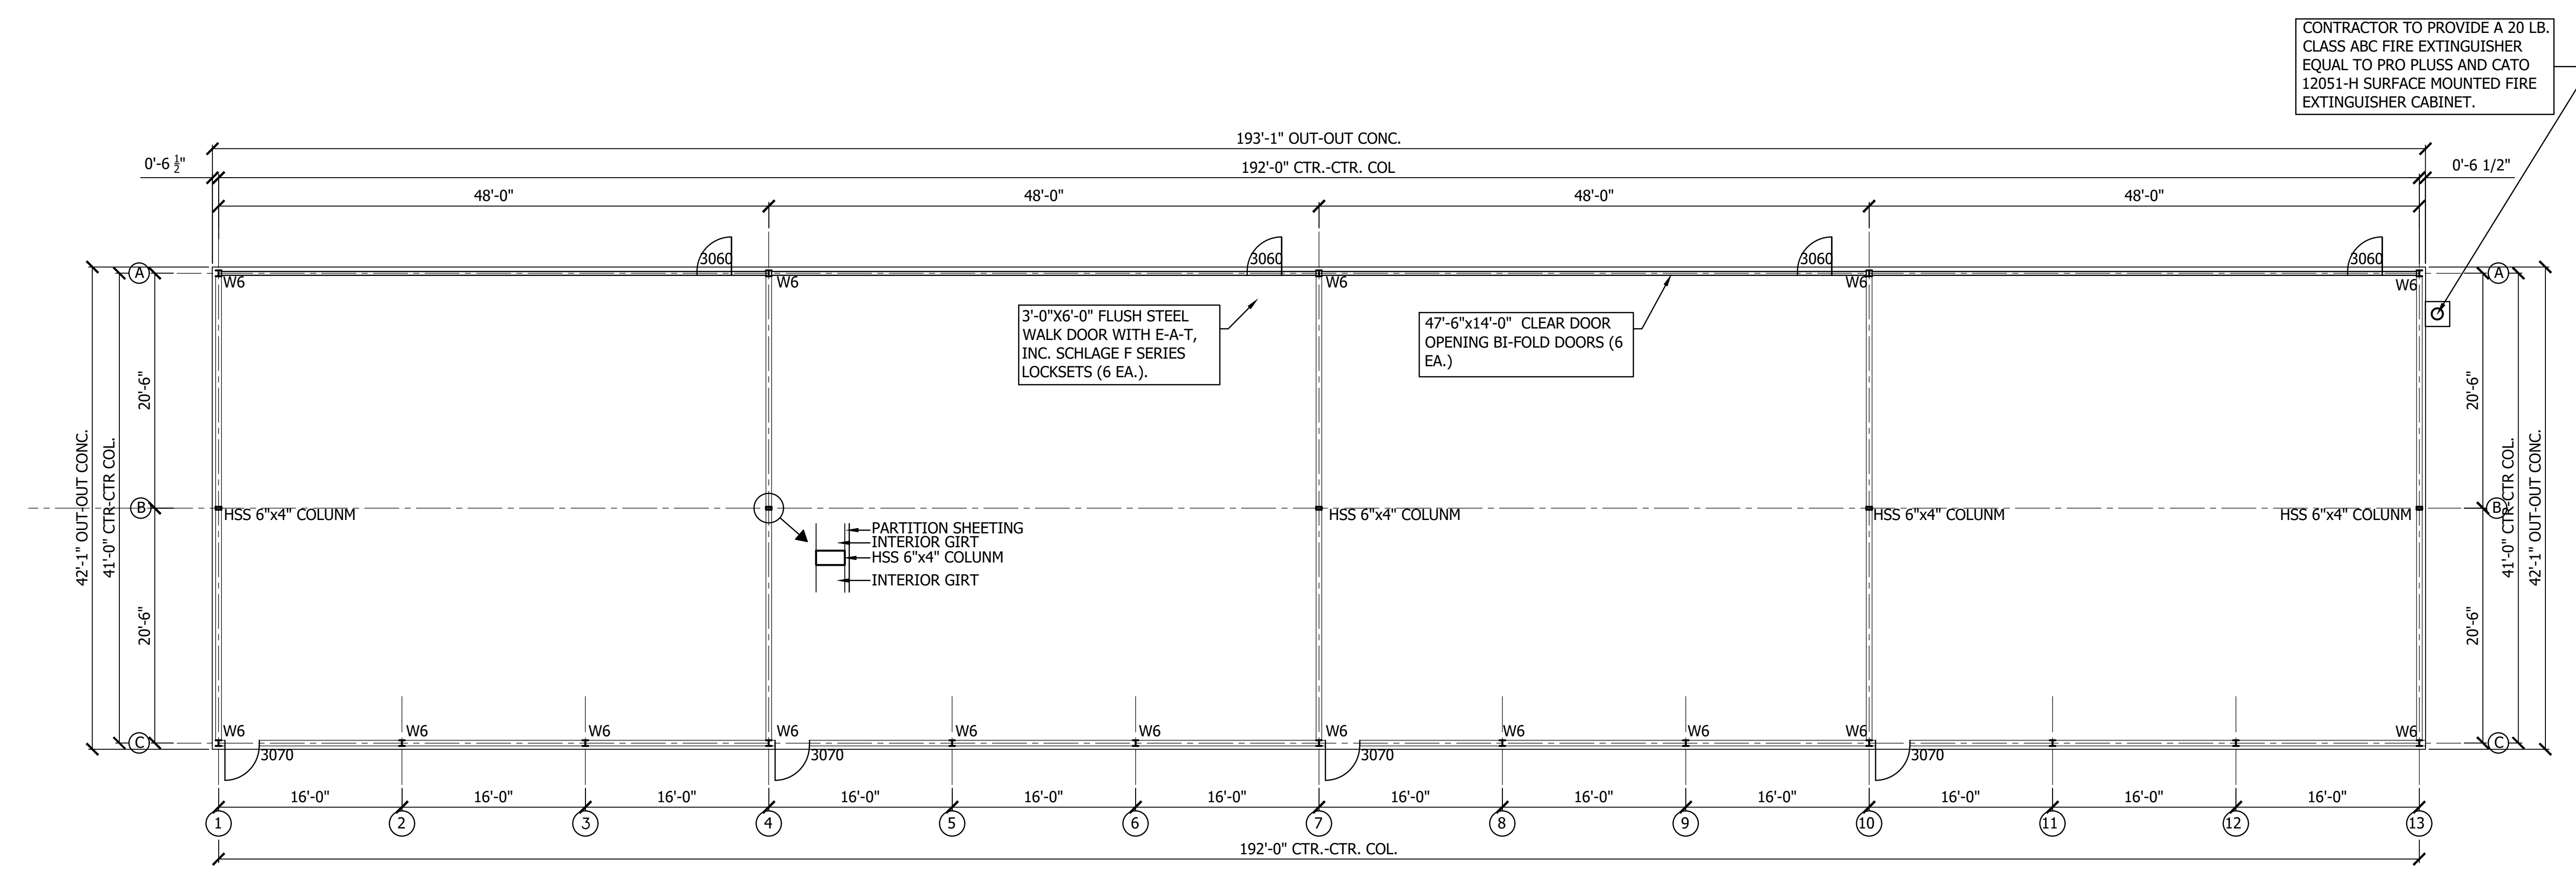 CONTRACTOR TO PROVIDE A 20 LB.
CLASS ABC FIRE EXTINGUISHER
EQUAL TO PRO PLUSS AND CATO
12051-H SURFACE MOUNTED FIRE
EXTINGUISHER CABINET.
193'-1" OUT-OUT CONC.
0'-6 1/2"
192'-0" CTR.-CTR. COL
0'-6 1/2"
48'-0"
48'-0"
48'-0"
48'-0"
3060
3060
3060
3060
A
A
W6
W6
W6
W6
W6
3'-0"X6'-0" FLUSH STEEL
WALK DOOR WITH E-A-T,
INC. SCHLAGE F SERIES
LOCKSETS (6 EA.).
47'-6"x14'-0" CLEAR DOOR
OPENING BI-FOLD DOORS (6
EA.)
20'-6"
20'-6"
42'-1" OUT-OUT CONC.
41'-0" CTR-CTR COL.
41'-0" CTR-CTR COL.
42'-1" OUT-OUT CONC.
B
B
HSS 6"x4" COLUNM
HSS 6"x4" COLUNM
HSS 6"x4" COLUNM
HSS 6"x4" COLUNM
PARTITION SHEETING
INTERIOR GIRT
HSS 6"x4" COLUNM
INTERIOR GIRT
20'-6"
20'-6"
W6
W6
W6
W6
W6
W6
W6
W6
W6
W6
W6
C
C
3070
3070
3070
3070
16'-0"
16'-0"
16'-0"
16'-0"
16'-0"
16'-0"
16'-0"
16'-0"
16'-0"
16'-0"
16'-0"
16'-0"
1
2
3
4
5
6
7
8
9
10
11
12
13
192'-0" CTR.-CTR. COL.